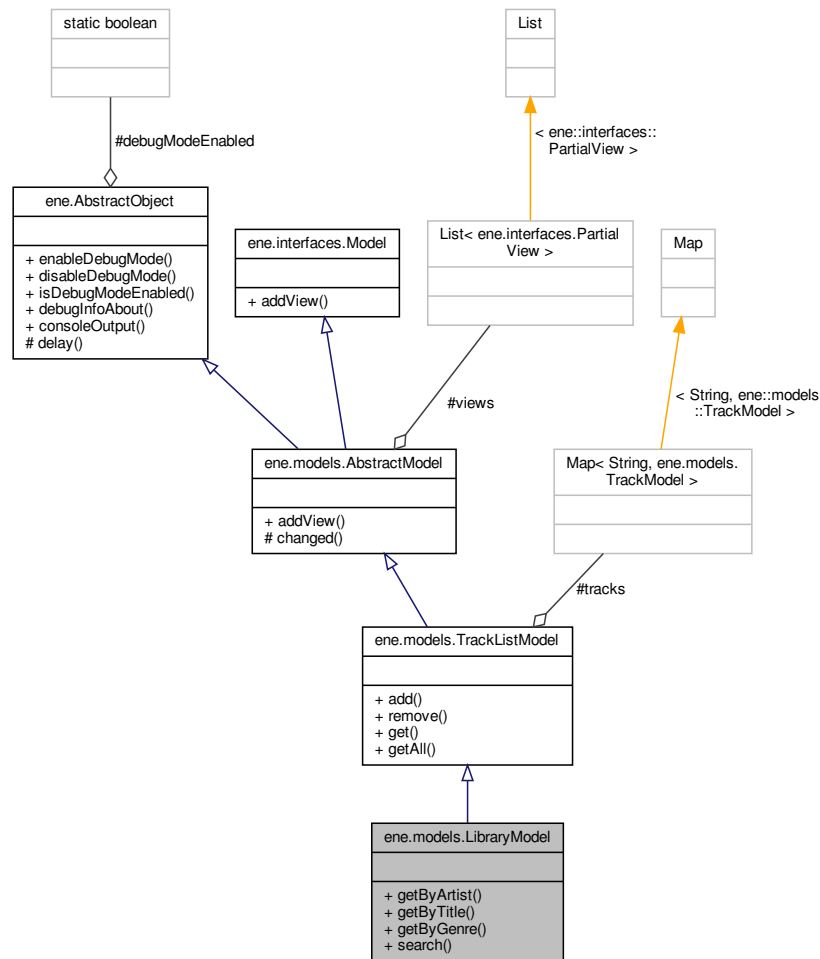 static boolean
List
#debugModeEnabled
< ene::interfaces::
PartialView >
ene.AbstractObject
+ enableDebugMode()
+ disableDebugMode()
+ isDebugModeEnabled()
+ debugInfoAbout()
+ consoleOutput()
# delay()
ene.interfaces.Model
+ addView()
List< ene.interfaces.Partial
View >
Map
#views
< String, ene::models
::TrackModel >
ene.models.AbstractModel
+ addView()
# changed()
Map< String, ene.models.
TrackModel >
#tracks
ene.models.TrackListModel
+ add()
+ remove()
+ get()
+ getAll()
ene.models.LibraryModel
+ getByArtist()
+ getByTitle()
+ getByGenre()
+ search()